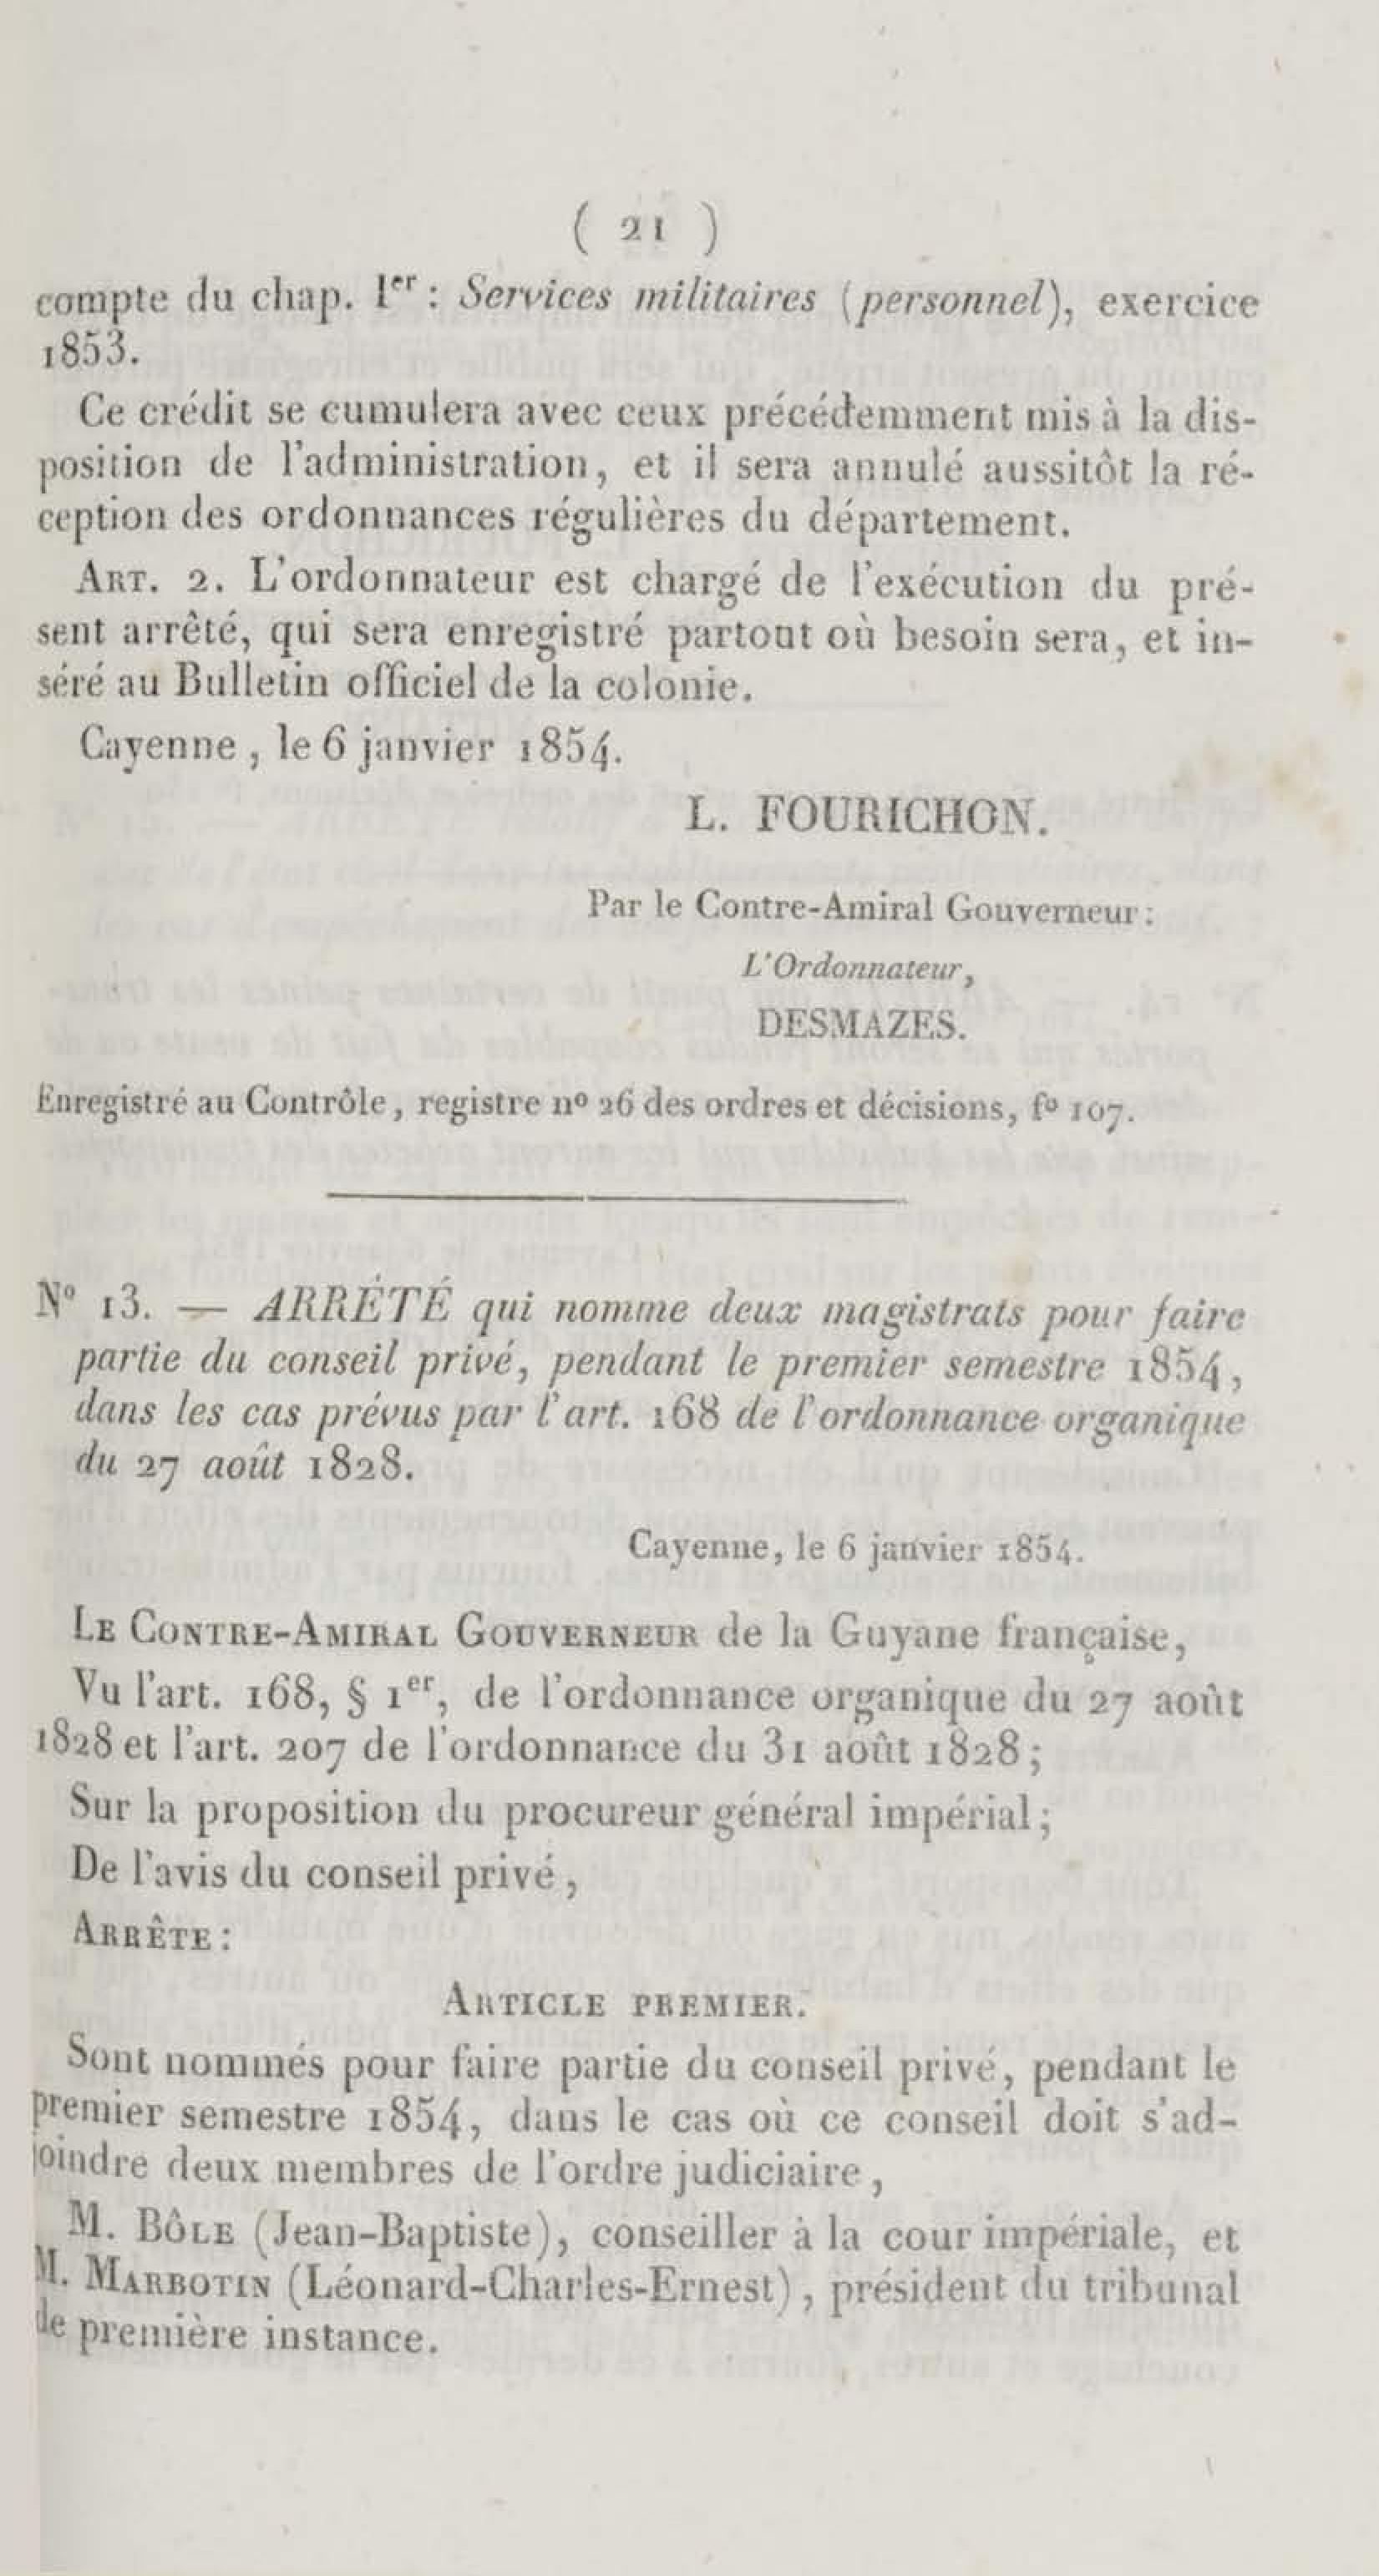 ( 21 )
compte du chap. 1er : Services militaires (personnel), exercice
1853.
Ce crédit se cumulera avec ceux précédemment mis à la dis-
position de l'administration, et il sera annulé aussitôt la ré-
ception des ordonnances régulières du département.
ART. 2. L'ordonnateur est chargé de l'exécution du pré-
sent arrêté, qui sera enregistré partout où besoin sera, et in-
séré au Bulletin officiel de la colonie.
Cayenne, le 6 janvier 1854.
L. FOURICHON.
Par le Contre-Amiral Gouverneur :
L'Ordonnateur,
DESMAZES.
Enregistré au Contrôle, registre nº 26 des ordres et décisions, fº 107.
Nº 13. — ARRÊTÉ qui nomme deux magistrats pour faire
partie du conseil privé, pendant le premier semestre 1854,
dans les cas prévus par l'art. 168 de l'ordonnance organique
du 27 août 1828.
Cayenne, le 6 janvier 1854.
LE CONTRE-AMIRAL GOUVERNEUR de la Guyane française,
Vu l'art. 168, § 1er, de l'ordonnance organique du 27 août
1828 et l'art. 207 de l'ordonnance du 31 août 1828 ;
Sur la proposition du procureur général impérial ;
De l'avis du conseil privé,
ARRÊTE :
ARTICLE PREMIER.
Sont nommés pour faire partie du conseil privé, pendant le
premier semestre 1854, dans le cas où ce conseil doit s'ad-
joindre deux membres de l'ordre judiciaire,
M. BÔLE (Jean-Baptiste), conseiller à la cour impériale, et
M. MARBOTIN (Léonard-Charles-Ernest), président du tribunal
de première instance.